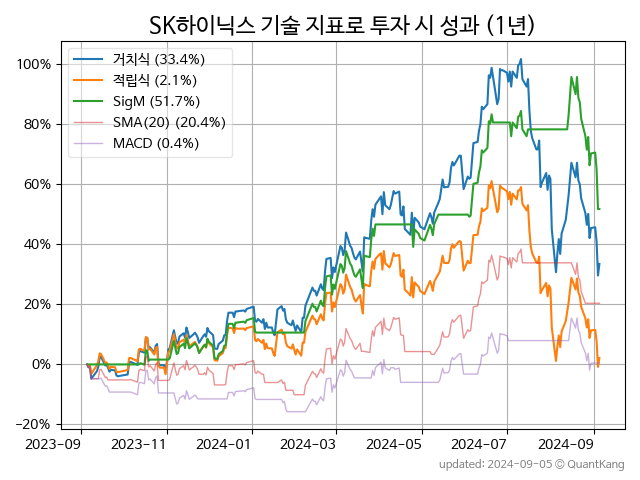 SK하이닉스 기술 지표로 투자 시 성과 (1년)
거치식 (33.4%)
적립식 (2.1%)
SigM (51.7%)
SMA(20) (20.4%)
MACD (0.4%)
100%
80%
60%
40%
20%
0%
−20%
2023-09 2023-11 2024-01 2024-03 2024-05 2024-07 2024-09
updated: 2024-09-05 © QuantKang